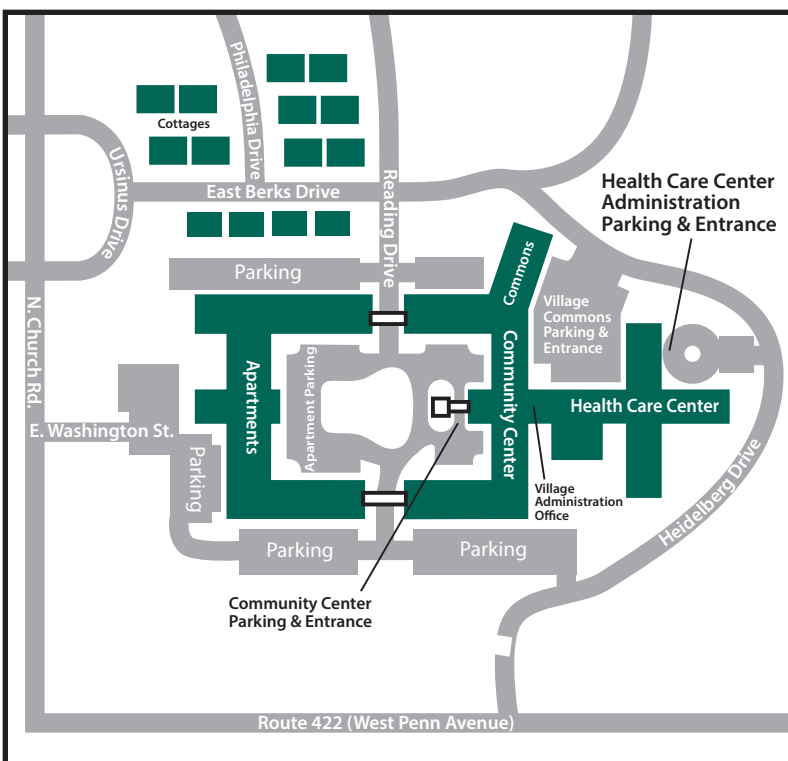 Philadelphia Drive
Cottages
Ursinus Drive
East Berks Drive
Reading Drive
Health Care Center
Administration
Parking & Entrance
Parking
Commons
Village
Commons
Parking &
Entrance
N. Church Rd.
Apartments
Apartment Parking
Community Center
Health Care Center
E. Washington St.
Parking
Village
Administration
Office
Heidelberg Drive
Parking
Parking
Community Center
Parking & Entrance
Route 422 (West Penn Avenue)